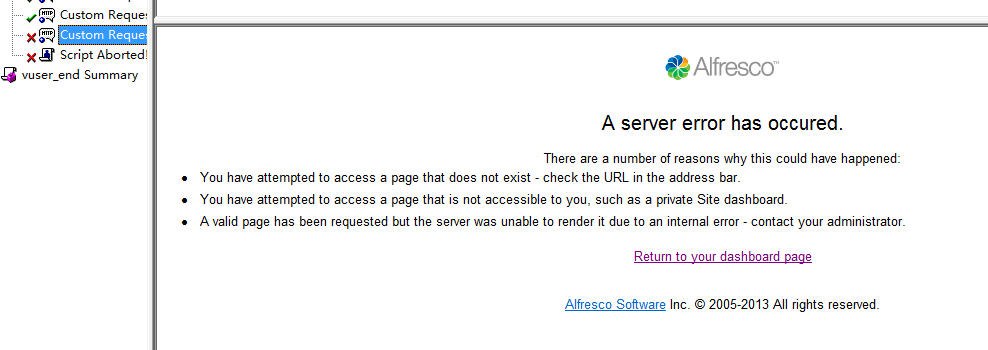 Custom Reque
Custom Reque
Script Aborted!
vuser_end Summary
Alfresco™
A server error has occured.
There are a number of reasons why this could have happened:
• You have attempted to access a page that does not exist - check the URL in the address bar.
• You have attempted to access a page that is not accessible to you, such as a private Site dashboard.
• A valid page has been requested but the server was unable to render it due to an internal error - contact your administrator.
Return to your dashboard page
Alfresco Software Inc. © 2005-2013 All rights reserved.